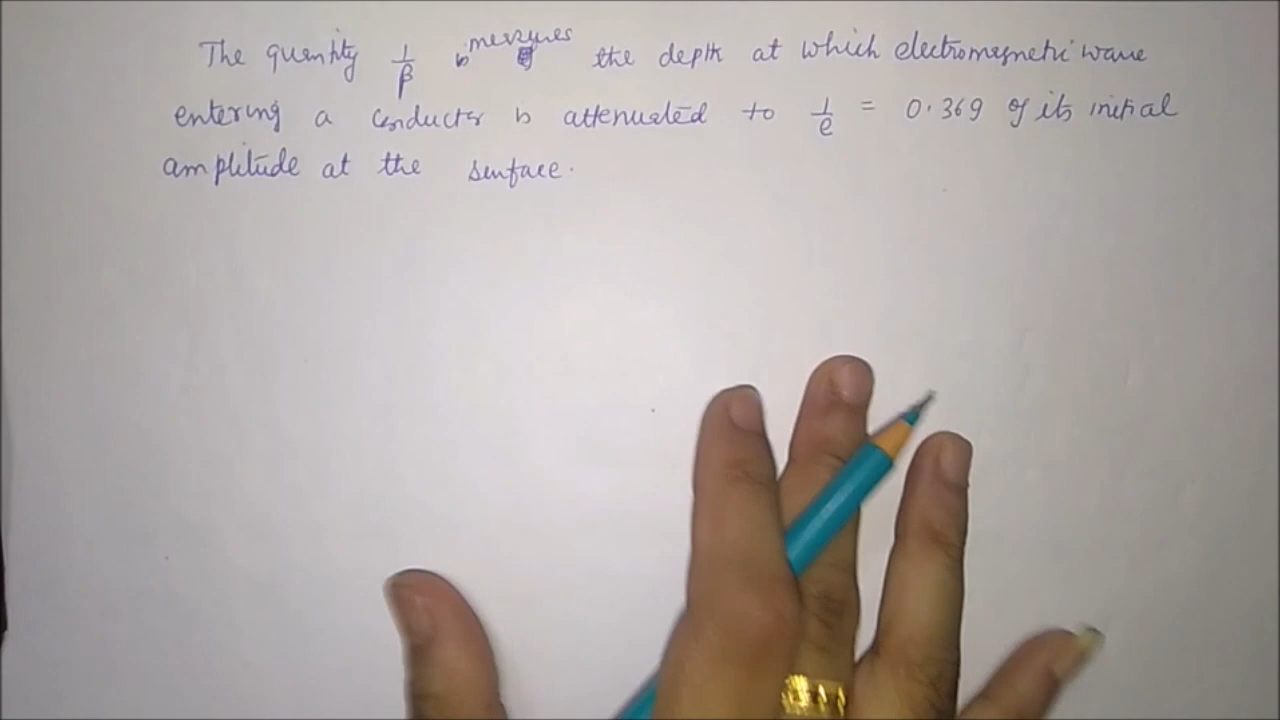 The quantity 1/β is measures the depth at which electromagnetic wave
entering a conductor is attenuated to 1/e = 0.369 of its initial
amplitude at the surface.